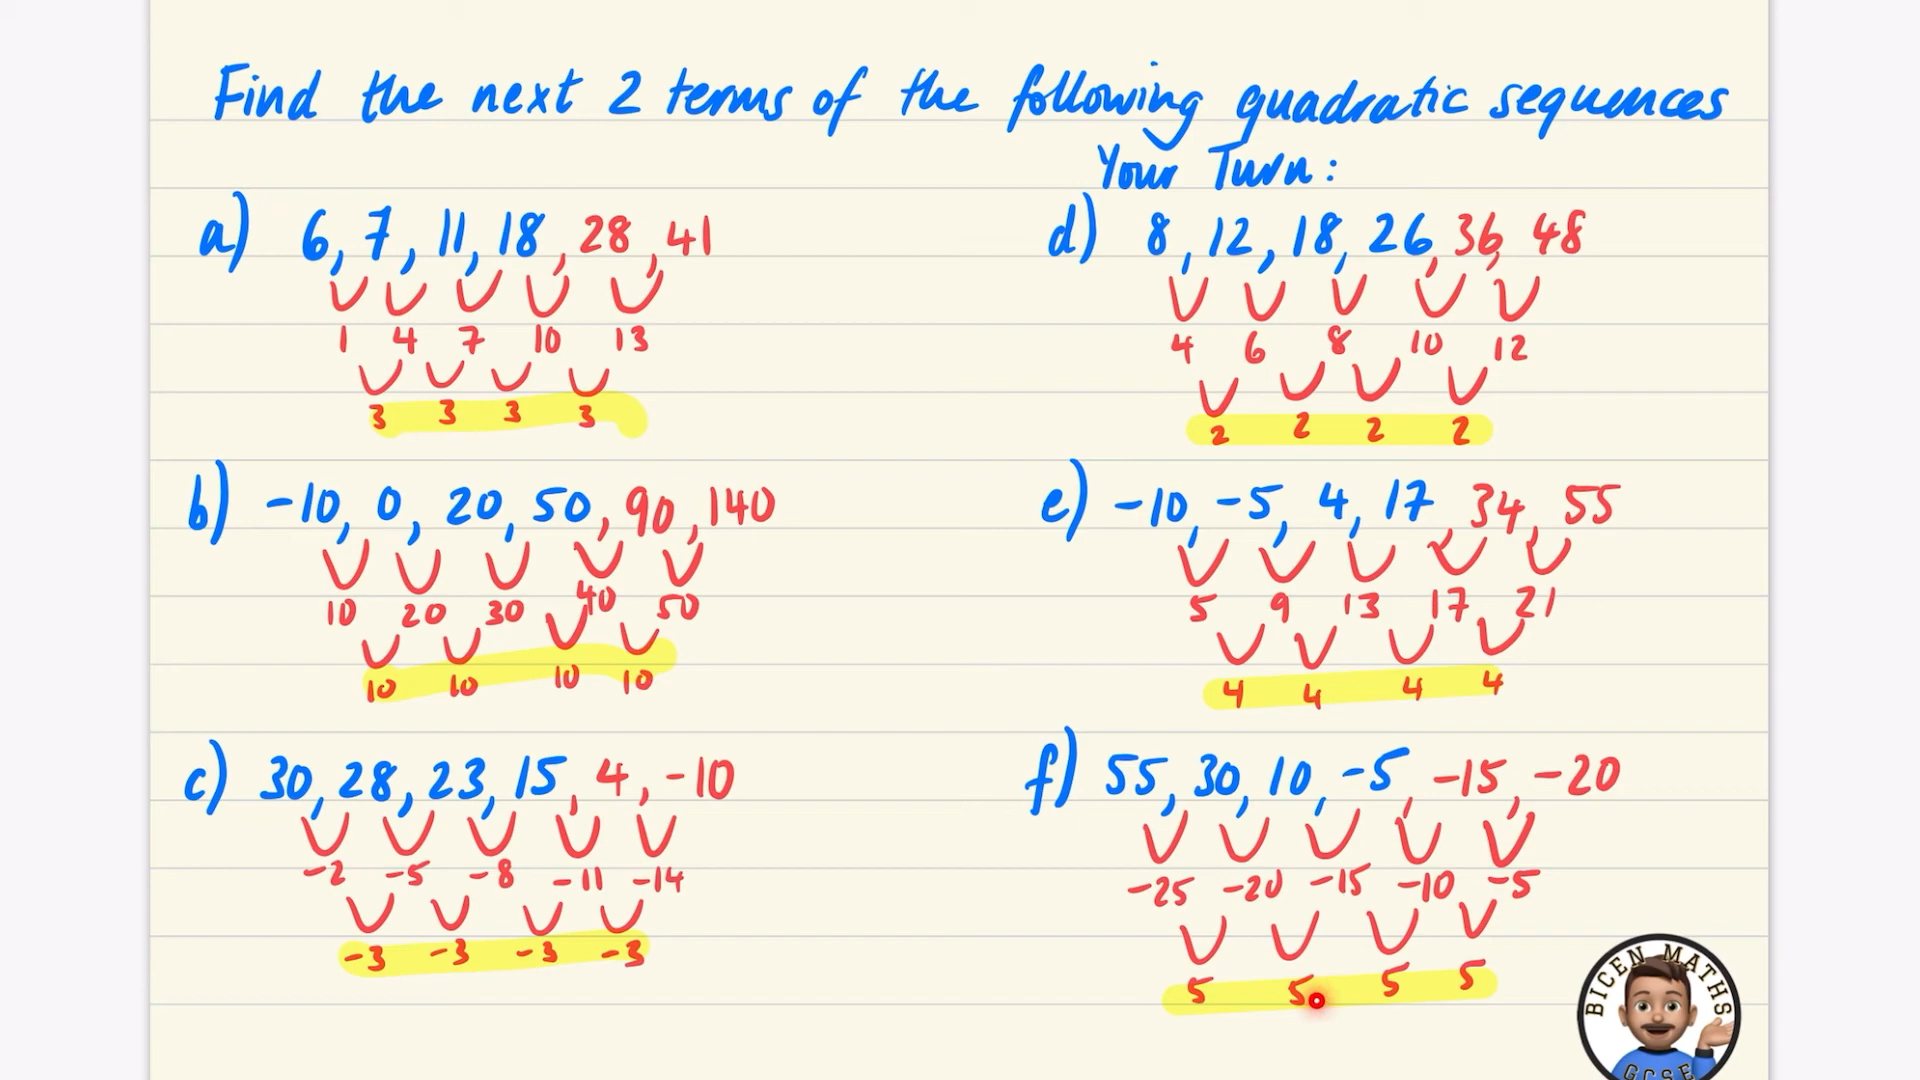 Find the next 2 terms of the following quadratic sequences
Your Turn:
a) 6, 7, 11, 18, 28, 41
1 4 7 10 13
3 3 3 3
b) -10, 0, 20, 50, 90, 140
10 20 30 40 50
10 10 10 10
c) 30, 28, 23, 15, 4, -10
-2 -5 -8 -11 -14
-3 -3 -3 -3
d) 8, 12, 18, 26, 36, 48
4 6 8 10 12
2 2 2 2
e) -10, -5, 4, 17, 34, 55
5 9 13 17 21
4 4 4 4
f) 55, 30, 10, -5, -15, -20
-25 -20 -15 -10 -5
5 5 5 5
BICEN MATHS
GCSE